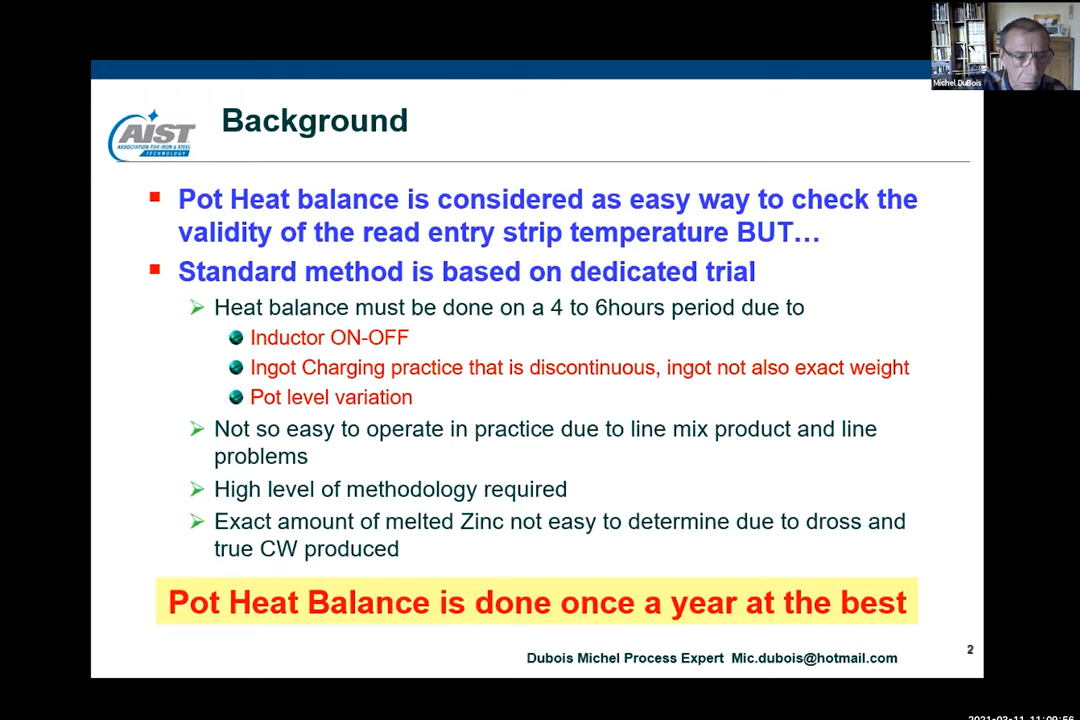 Michel DuBois
AIST
ASSOCIATION FOR IRON & STEEL
TECHNOLOGY
Background
Pot Heat balance is considered as easy way to check the
validity of the read entry strip temperature BUT…
Standard method is based on dedicated trial
Heat balance must be done on a 4 to 6hours period due to
Inductor ON-OFF
Ingot Charging practice that is discontinuous, ingot not also exact weight
Pot level variation
Not so easy to operate in practice due to line mix product and line
problems
High level of methodology required
Exact amount of melted Zinc not easy to determine due to dross and
true CW produced
Pot Heat Balance is done once a year at the best
Dubois Michel Process Expert Mic.dubois@hotmail.com
2
2021-03-11 11:09:56